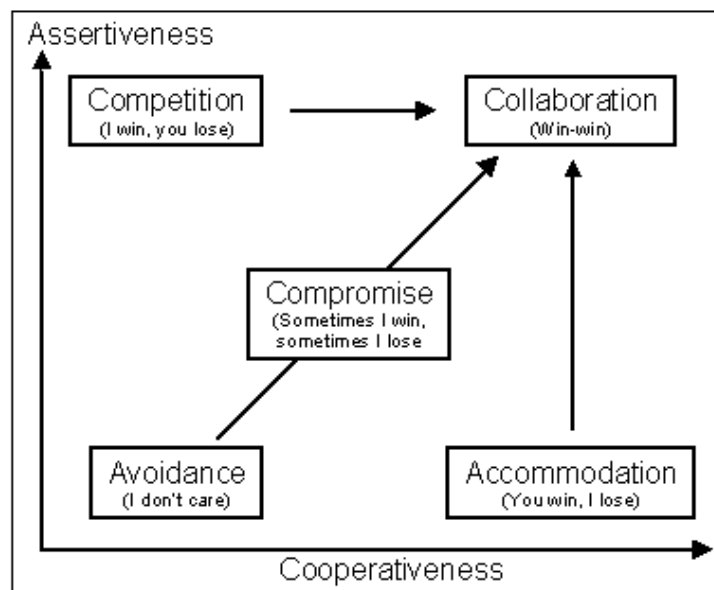 Assertiveness
Competition
(I win, you lose)
Collaboration
(Win-win)
Compromise
(Sometimes I win,
sometimes I lose
Avoidance
(I don't care)
Accommodation
(You win, I lose)
Cooperativeness